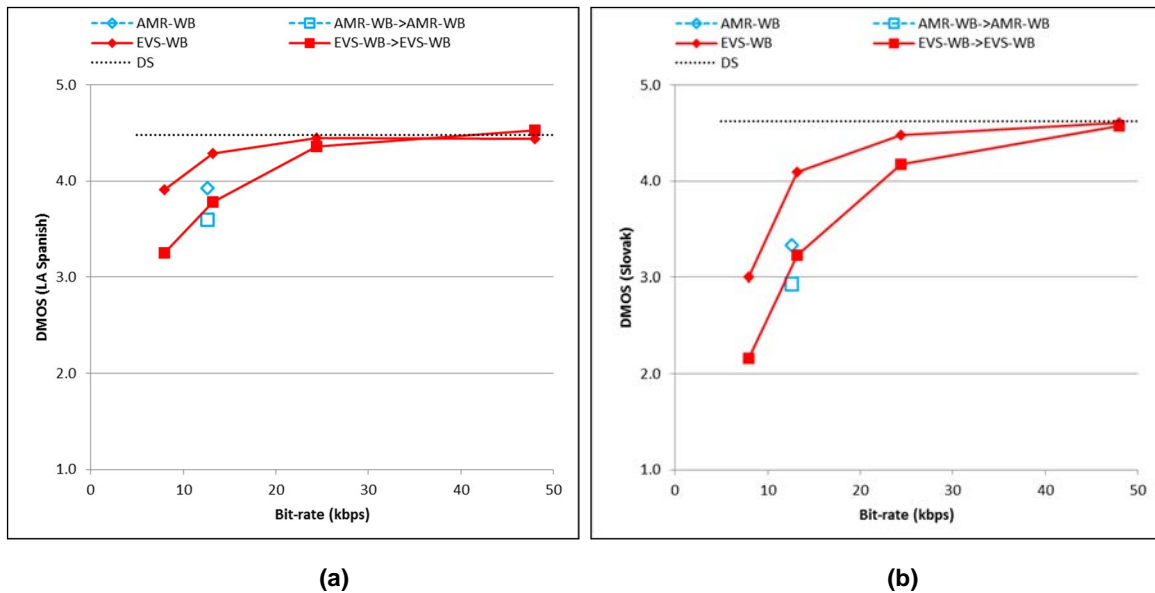 AMR-WB AMR-WB->AMR-WB
EVS-WB EVS-WB->EVS-WB
DS
5.0
4.0
3.0
2.0
1.0
DMOS (LA Spanish)
0 10 20 30 40 50
Bit-rate (kbps)
(a)
AMR-WB AMR-WB->AMR-WB
EVS-WB EVS-WB->EVS-WB
DS
5.0
4.0
3.0
2.0
1.0
DMOS (Slovak)
0 10 20 30 40 50
Bit-rate (kbps)
(b)